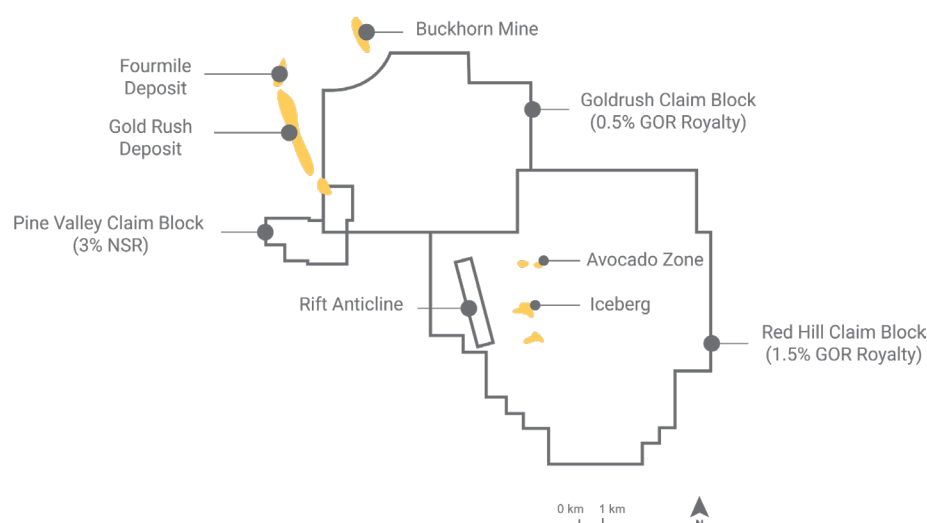 Buckhorn Mine
Fourmile
Deposit
Goldrush Claim Block
(0.5% GOR Royalty)
Gold Rush
Deposit
Pine Valley Claim Block
(3% NSR)
Avocado Zone
Rift Anticline
Iceberg
Red Hill Claim Block
(1.5% GOR Royalty)
0 km 1 km
N